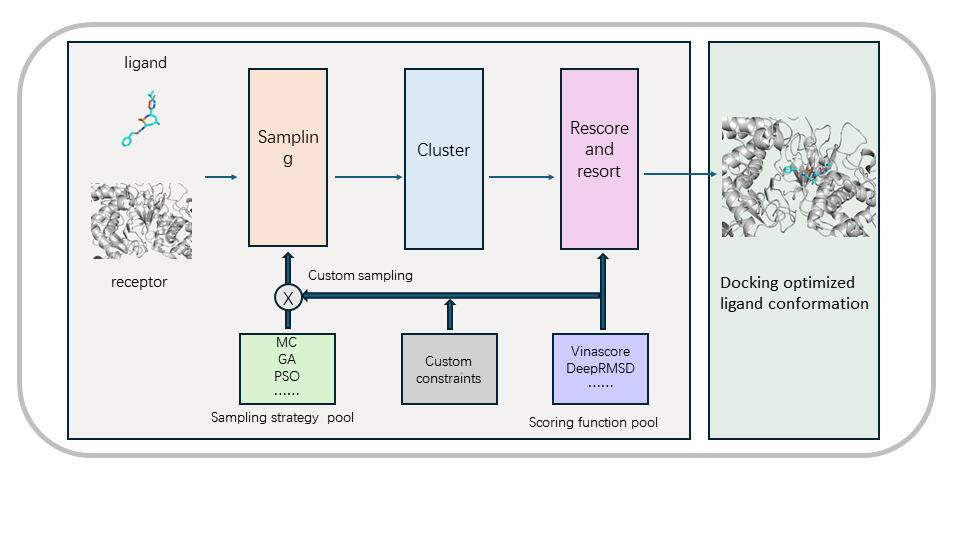 ligand
receptor
Samplin
g
Cluster
Rescore
and
resort
Custom sampling
X
MC
GA
PSO
······
Sampling strategy pool
Custom
constraints
Vinascore
DeepRMSD
······
Scoring function pool
Docking optimized
ligand conformation